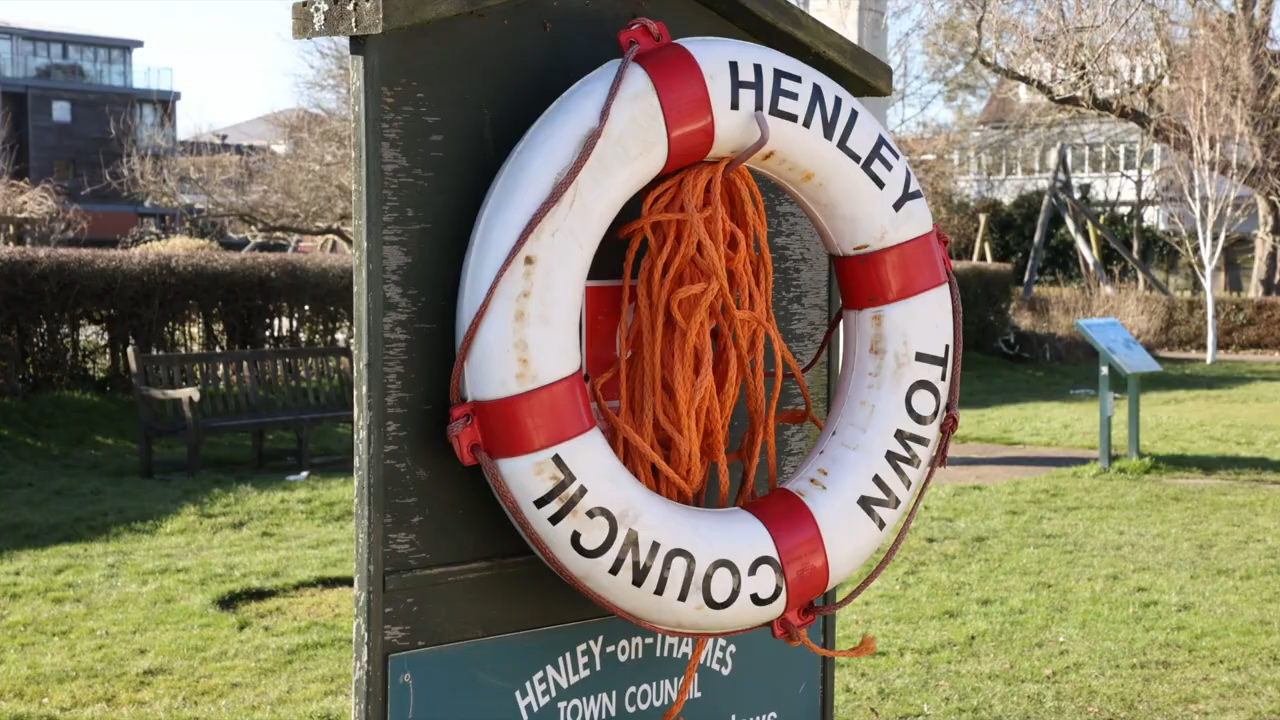 HENLEY
TOWN
COUNCIL
HENLEY-on-THAMES
TOWN COUNCIL